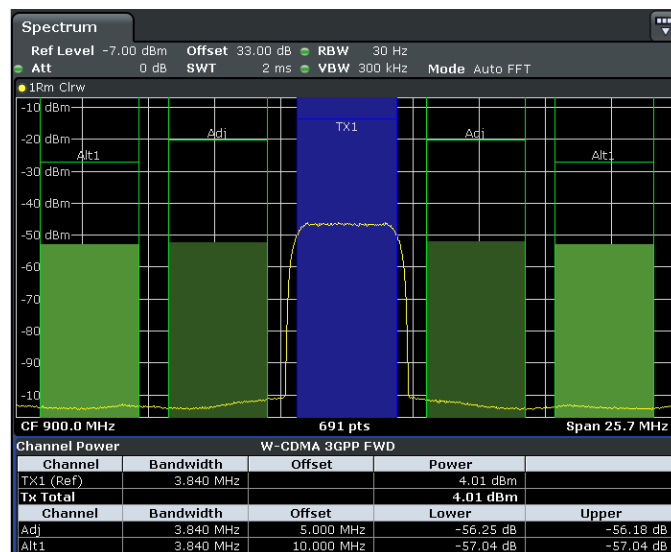 Spectrum
Ref Level -7.00 dBm Offset 33.00 dB RBW 30 Hz
Att 0 dB SWT 2 ms VBW 300 kHz Mode Auto FFT
1Rm Clrw
-10 dBm
TX1
Adj Adj
-20 dBm
Alt1 Alt1
-30 dBm
-40 dBm
-50 dBm
-60
-70
-80
-90
-10
CF 900.0 MHz 691 pts Span 25.7 MHz
Channel Power W-CDMA 3GPP FWD
Channel Bandwidth Offset Power
TX1 (Ref) 3.840 MHz 4.01 dBm
Tx Total 4.01 dBm
Channel Bandwidth Offset Lower Upper
Adj 3.840 MHz 5.000 MHz -56.25 dB -56.18 dB
Alt1 3.840 MHz 10.000 MHz -57.04 dB -57.04 dB